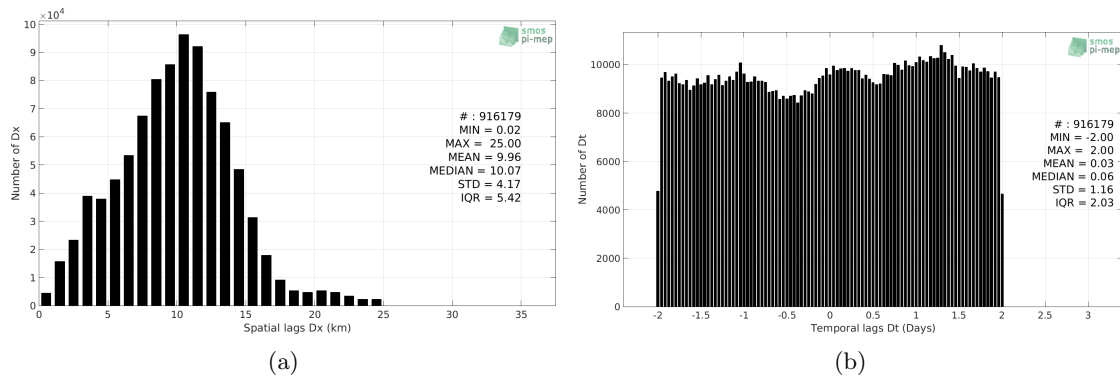 ×10⁴
10
9
8
7
6
5
4
3
2
1
0
Number of Dx
0 5 10 15 20 25 30 35
Spatial lags Dx (km)
smos
pi-mep
# : 916179
MIN = 0.02
MAX = 25.00
MEAN = 9.96
MEDIAN = 10.07
STD = 4.17
IQR = 5.42
(a)
10000
8000
6000
4000
2000
0
Number of Dt
-2 -1.5 -1 -0.5 0 0.5 1 1.5 2 2.5 3
Temporal lags Dt (Days)
smos
pi-mep
# : 916179
MIN = -2.00
MAX = 2.00
MEAN = 0.03
MEDIAN = 0.06
STD = 1.16
IQR = 2.03
(b)